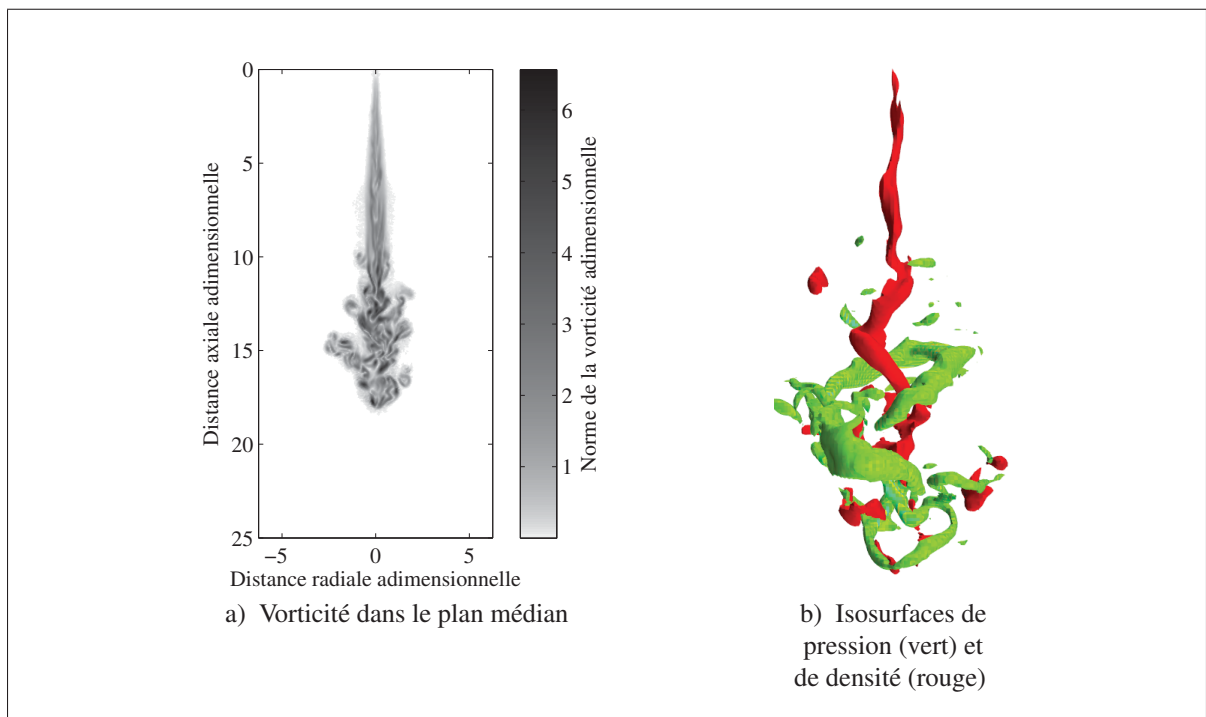 0
5
10
15
20
25
−5
0
5
Distance axiale adimensionnelle
Distance radiale adimensionnelle
6
5
4
3
2
1
Norme de la vorticité adimensionnelle
a) Vorticité dans le plan médian
b) Isosurfaces de
pression (vert) et
de densité (rouge)